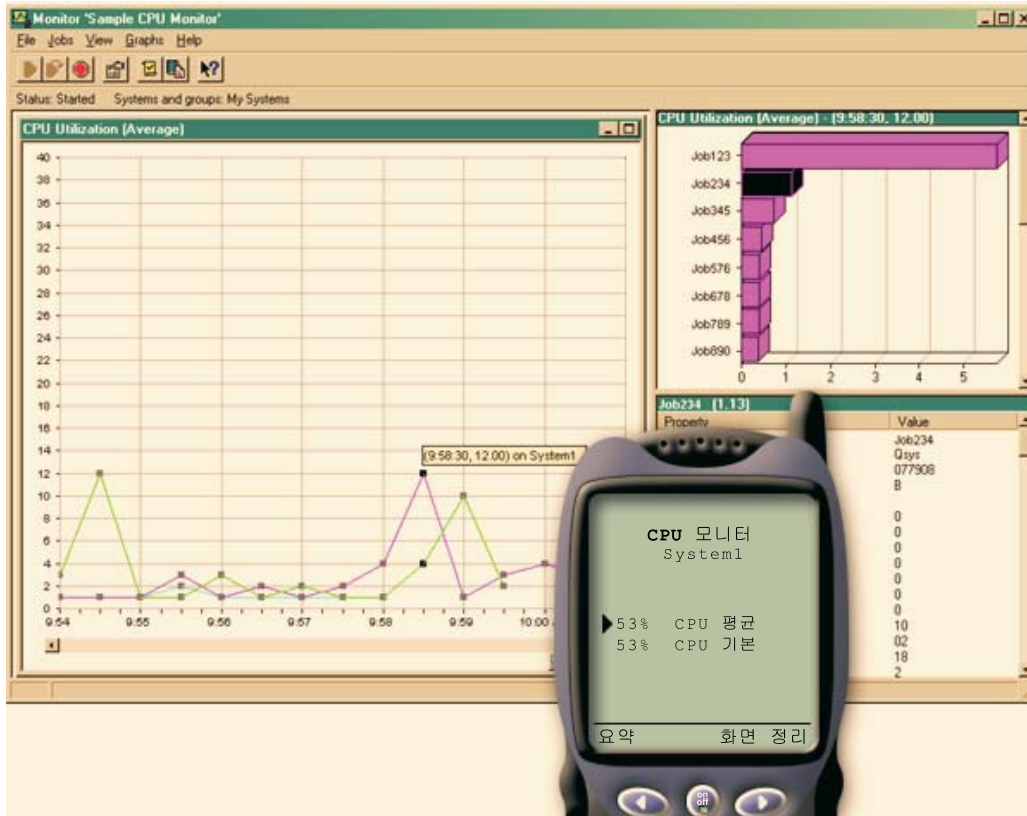 Monitor 'Sample CPU Monitor'
File Jobs View Graphs Help
Status: Started Systems and groups: My Systems
CPU Utilization (Average)
40
38
36
34
32
30
28
26
24
22
20
18
16
14
12
10
8
6
4
2
0
9:54 9:55 9:56 9:57 9:58 9:59 10:00
(9:58:30, 12.00) on System1
CPU Utilization (Average) - (9:58:30, 12.00)
Job123
Job234
Job345
Job456
Job576
Job678
Job789
Job890
0 1 2 3 4 5
Job234 (1.13)
Property Value
Job234
Qsys
077908
B
0
0
0
0
0
0
0
10
02
18
2
CPU 모니터
System1
53% CPU 평균
53% CPU 기본
요약 화면 정리
on
off